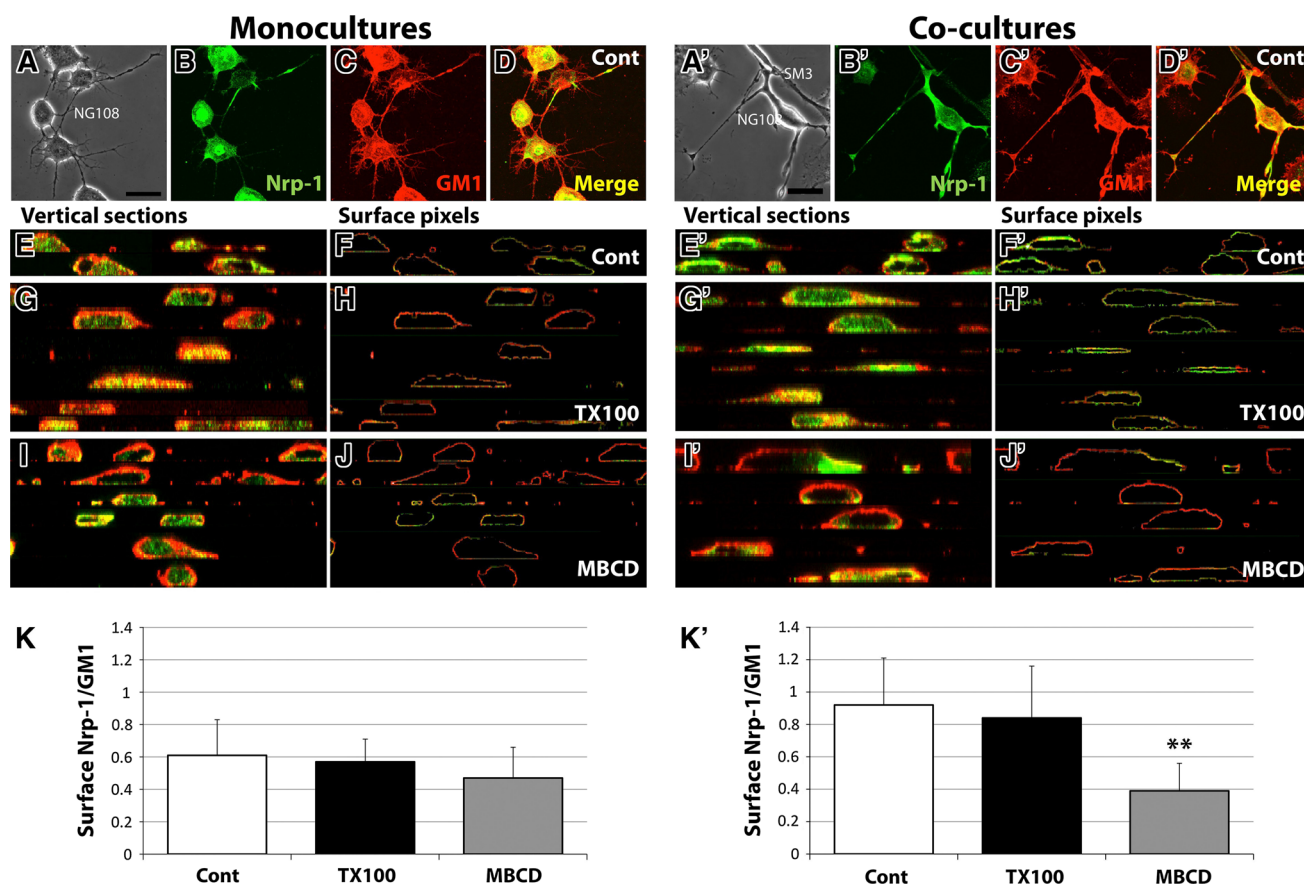 Monocultures
Co-cultures
A
NG108
B
Nrp-1
C
GM1
D
Cont
Merge
A'
SM3
NG108
B'
Nrp-1
C'
GM1
D'
Cont
Merge
Vertical sections
Surface pixels
Vertical sections
Surface pixels
E
F
Cont
E'
F'
Cont
G
H
TX100
G'
H'
TX100
I
J
MBCD
I'
J'
MBCD
K
Surface Nrp-1/GM1
1.4
1.2
1
0.8
0.6
0.4
0.2
0
Cont
TX100
MBCD
K'
Surface Nrp-1/GM1
1.4
1.2
1
0.8
0.6
0.4
0.2
0
**
Cont
TX100
MBCD